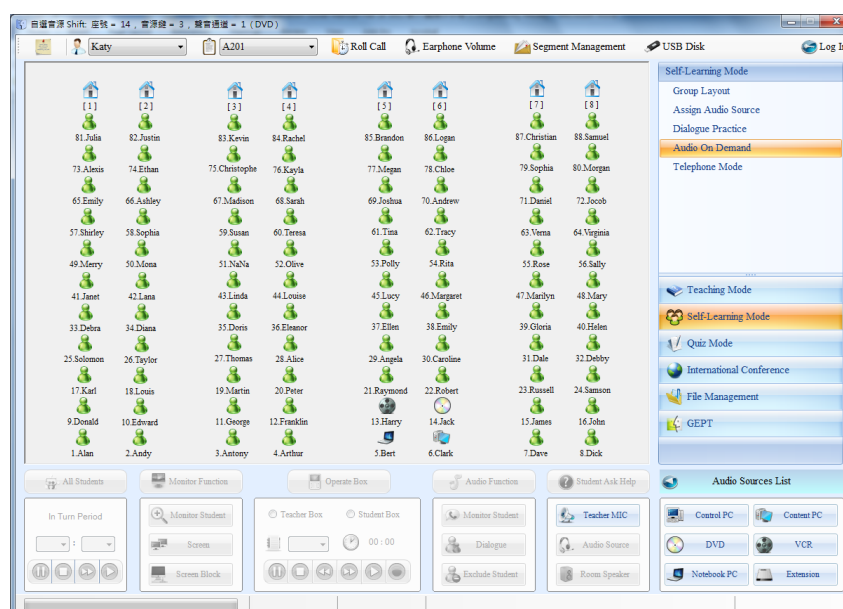 自選音源 Shift: 座號 = 14 , 音源鍵 = 3 , 聲音通道 = 1 ( DVD )
Katy A201 Roll Call Earphone Volume Segment Management USB Disk Log In
[ 1 ] [ 2 ] [ 3 ] [ 4 ] [ 5 ] [ 6 ] [ 7 ] [ 8 ]
81.Julia 82.Justin 83.Kevin 84.Rachel 85.Brandon 86.Logan 87.Christian 88.Samuel
73.Alexis 74.Ethan 75.Christophe 76.Kayla 77.Megan 78.Chloe 79.Sophia 80.Morgan
65.Emily 66.Ashley 67.Madison 68.Sarah 69.Joshua 70.Andrew 71.Daniel 72.Jocob
57.Shirley 58.Sophia 59.Susan 60.Teresa 61.Tina 62.Tracy 63.Verna 64.Virginia
49.Merry 50.Mona 51.NaNa 52.Olive 53.Polly 54.Rita 55.Rose 56.Sally
41.Janet 42.Lana 43.Linda 44.Louise 45.Lucy 46.Margaret 47.Marilyn 48.Mary
33.Debra 34.Diana 35.Doris 36.Eleanor 37.Ellen 38.Emily 39.Gloria 40.Helen
25.Solomon 26.Taylor 27.Thomas 28.Alice 29.Angela 30.Caroline 31.Dale 32.Debby
17.Karl 18.Louis 19.Martin 20.Peter 21.Raymond 22.Robert 23.Russell 24.Samson
9.Donald 10.Edward 11.George 12.Franklin 13.Harry 14.Jack 15.James 16.John
1.Alan 2.Andy 3.Antony 4.Arthur 5.Bert 6.Clark 7.Dave 8.Dick
Self-Learning Mode
Group Layout
Assign Audio Source
Dialogue Practice
Audio On Demand
Telephone Mode
Teaching Mode
Self-Learning Mode
Quiz Mode
International Conference
File Management
GEPT
All Students Monitor Function Operate Box Audio Function Student Ask Help Audio Sources List
In Turn Period Monitor Student Teacher Box Student Box Monitor Student Teacher MIC Control PC Content PC
: Screen 00 : 00 Dialogue Audio Source DVD VCR
Screen Block Exclude Student Room Speaker Notebook PC Extension